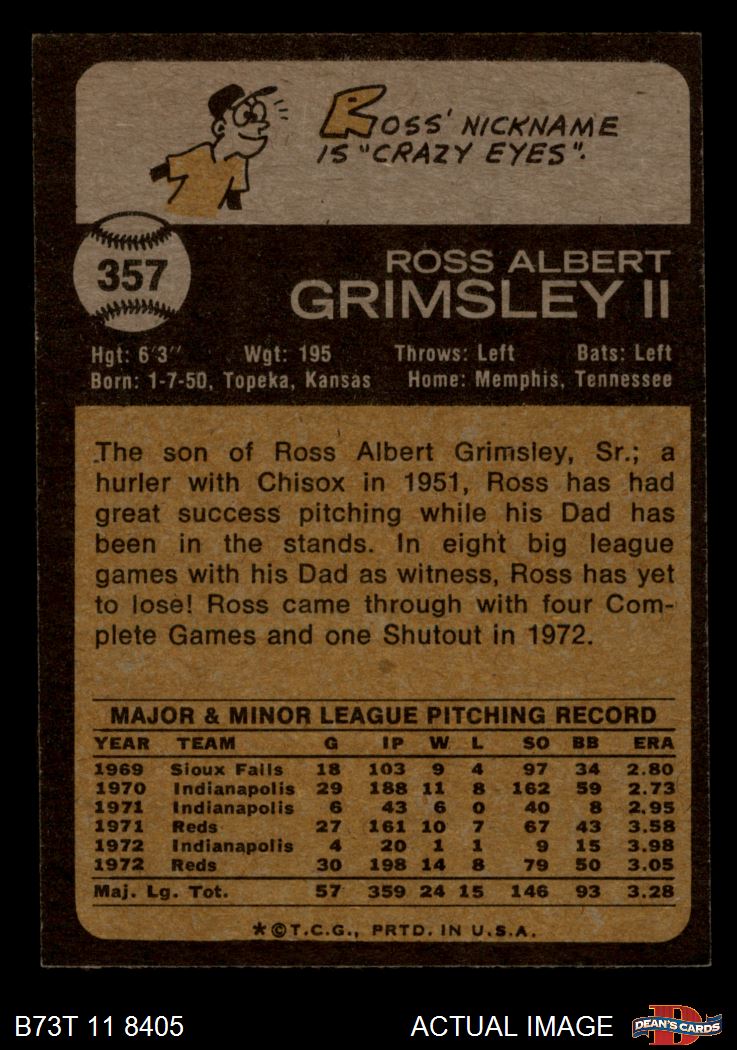 ROSS' NICKNAME
IS "CRAZY EYES".
357
ROSS ALBERT
GRIMSLEY II
Hgt: 6'3" Wgt: 195 Throws: Left Bats: Left
Born: 1-7-50, Topeka, Kansas Home: Memphis, Tennessee
The son of Ross Albert Grimsley, Sr.; a
hurler with Chisox in 1951, Ross has had
great success pitching while his Dad has
been in the stands. In eight big league
games with his Dad as witness, Ross has yet
to lose! Ross came through with four Com-
plete Games and one Shutout in 1972.
MAJOR & MINOR LEAGUE PITCHING RECORD
YEAR TEAM G IP W L SO BB ERA
1969 Sioux Falls 18 103 9 4 97 34 2.80
1970 Indianapolis 29 188 11 8 162 59 2.73
1971 Indianapolis 6 43 6 0 40 8 2.95
1971 Reds 27 161 10 7 67 43 3.58
1972 Indianapolis 4 20 1 1 9 15 3.98
1972 Reds 30 198 14 8 79 50 3.05
Maj. Lg. Tot. 57 359 24 15 146 93 3.28
*©T.C.G., PRTD. IN U.S.A.
B73T 11 8405 ACTUAL IMAGE DEAN'S CARDS